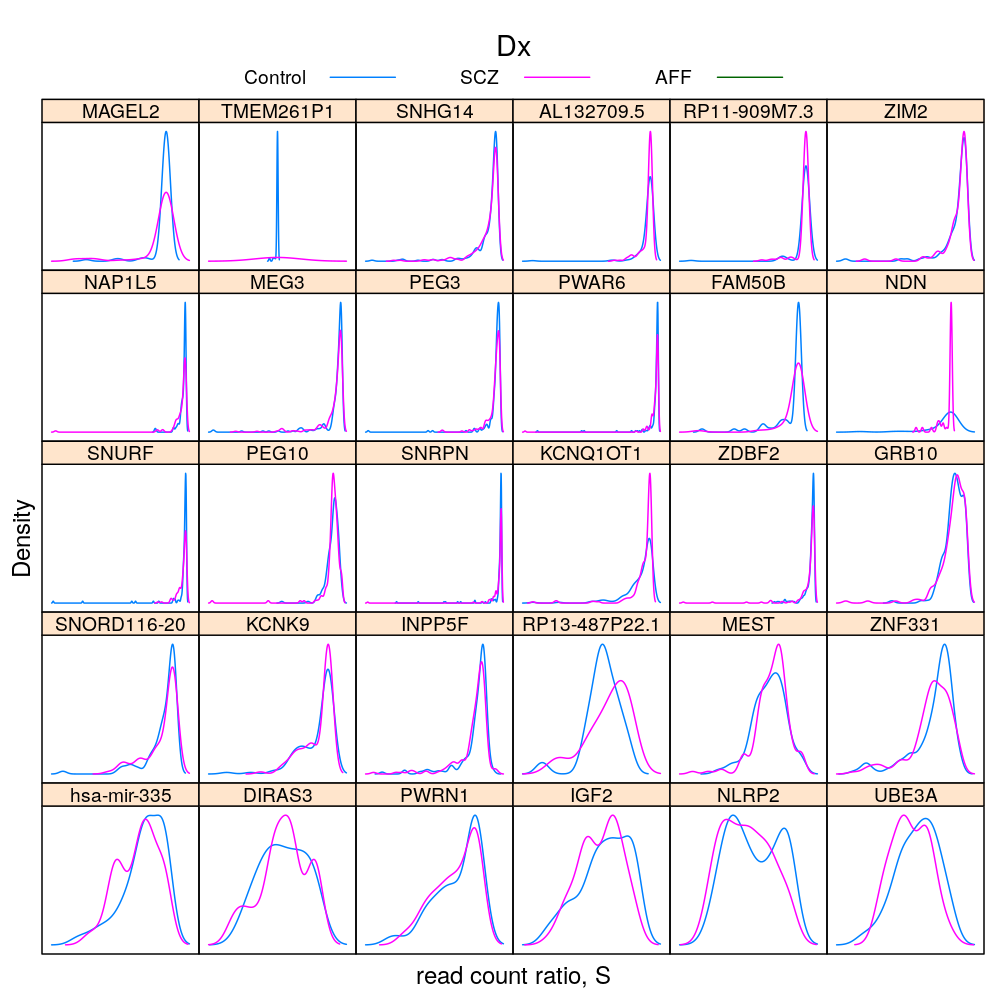 Dx
Control SCZ AFF
MAGEL2 TMEM261P1 SNHG14 AL132709.5 RP11-909M7.3 ZIM2
NAP1L5 MEG3 PEG3 PWAR6 FAM50B NDN
SNURF PEG10 SNRPN KCNQ1OT1 ZDBF2 GRB10
SNORD116-20 KCNK9 INPP5F RP13-487P22.1 MEST ZNF331
hsa-mir-335 DIRAS3 PWRN1 IGF2 NLRP2 UBE3A
Density
read count ratio, S